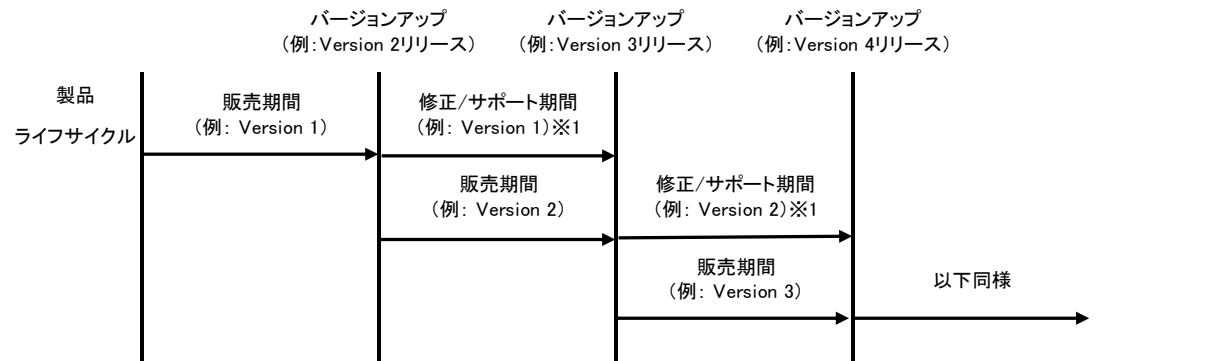 バージョンアップ
(例:Version 2リリース)
バージョンアップ
(例:Version 3リリース)
バージョンアップ
(例:Version 4リリース)
製品
ライフサイクル
販売期間
(例: Version 1)
修正/サポート期間
(例: Version 1)※1
販売期間
(例: Version 2)
修正/サポート期間
(例: Version 2)※1
販売期間
(例: Version 3)
以下同様